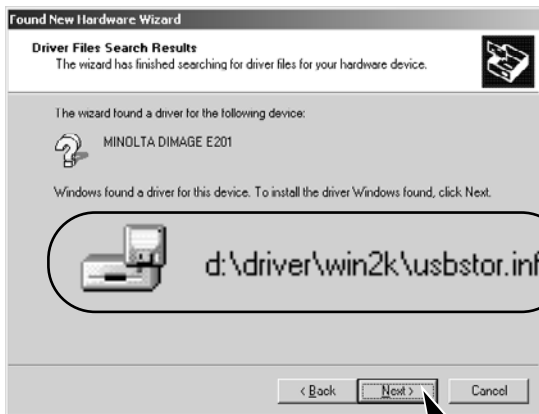 Found New Hardware Wizard
Driver Files Search Results
The wizard has finished searching for driver files for your hardware device.
The wizard found a driver for the following device:
MINOLTA DIMAGE E201
Windows found a driver for this device. To install the driver Windows found, click Next.
d:\driver\win2k\usbstor.inf
< Back
Next >
Cancel